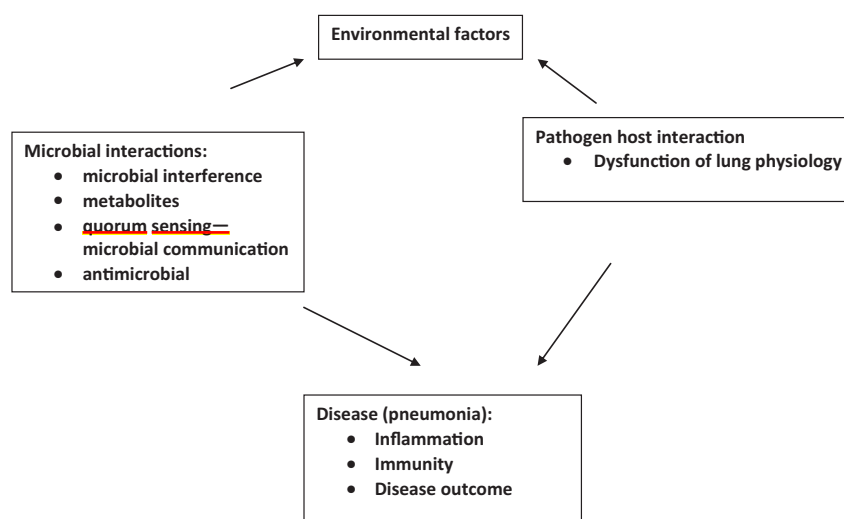 Environmental factors
Microbial interactions:
● microbial interference
● metabolites
● quorum sensing—
microbial communication
● antimicrobial
Pathogen host interaction
● Dysfunction of lung physiology
Disease (pneumonia):
● Inflammation
● Immunity
● Disease outcome